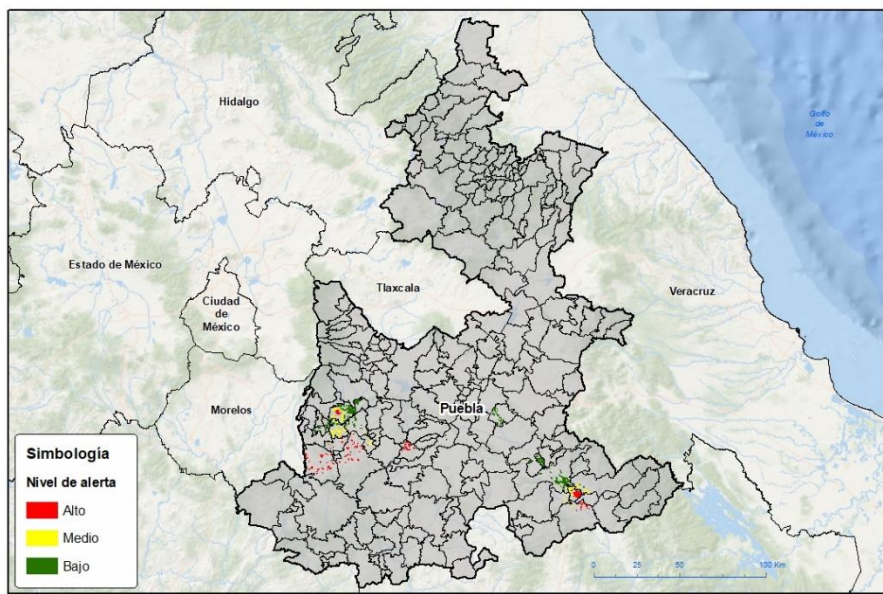 Hidalgo
Golfo
de
México
Estado de México
Tlaxcala
Veracruz
Ciudad
de
México
Morelos
Puebla
Simbología
Nivel de alerta
Alto
Medio
Bajo
0 25 50 100 Km